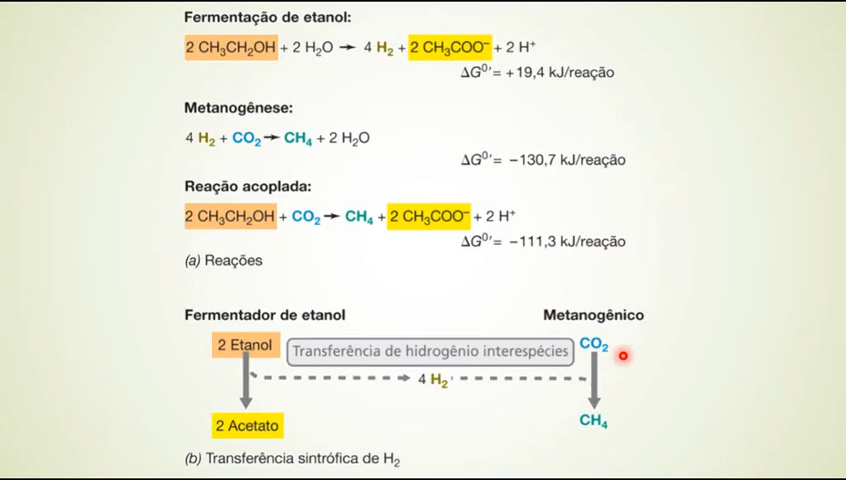 Fermentação de etanol:
2 CH₃CH₂OH + 2 H₂O → 4 H₂ + 2 CH₃COO⁻ + 2 H⁺
ΔG⁰′= +19,4 kJ/reação
Metanogênese:
4 H₂ + CO₂ → CH₄ + 2 H₂O
ΔG⁰′= −130,7 kJ/reação
Reação acoplada:
2 CH₃CH₂OH + CO₂ → CH₄ + 2 CH₃COO⁻ + 2 H⁺
ΔG⁰′= −111,3 kJ/reação
(a) Reações
Fermentador de etanol Metanogênico
2 Etanol Transferência de hidrogênio interespécies CO₂
4 H₂
2 Acetato CH₄
(b) Transferência sintrófica de H₂